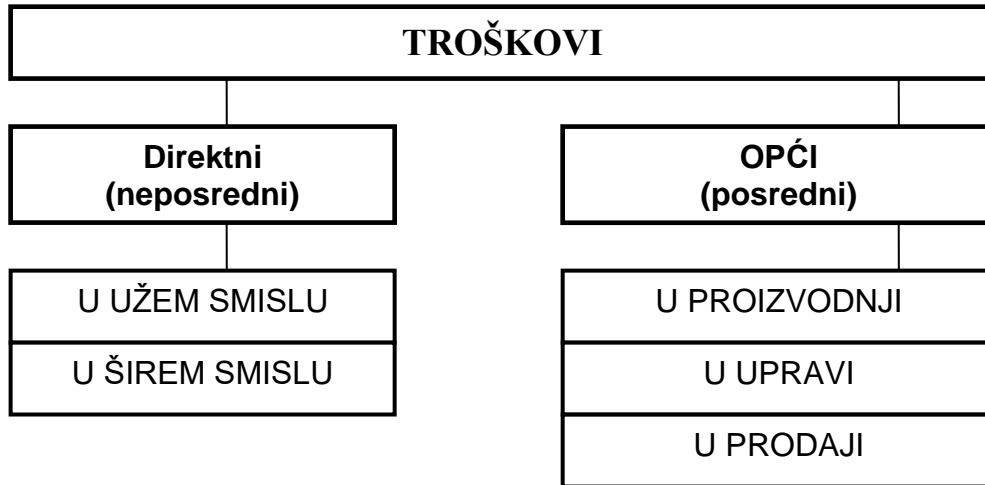 TROŠKOVI
Direktni
(neposredni)
OPĆI
(posredni)
U UŽEM SMISLU
U ŠIREM SMISLU
U PROIZVODNJI
U UPRAVI
U PRODAJI